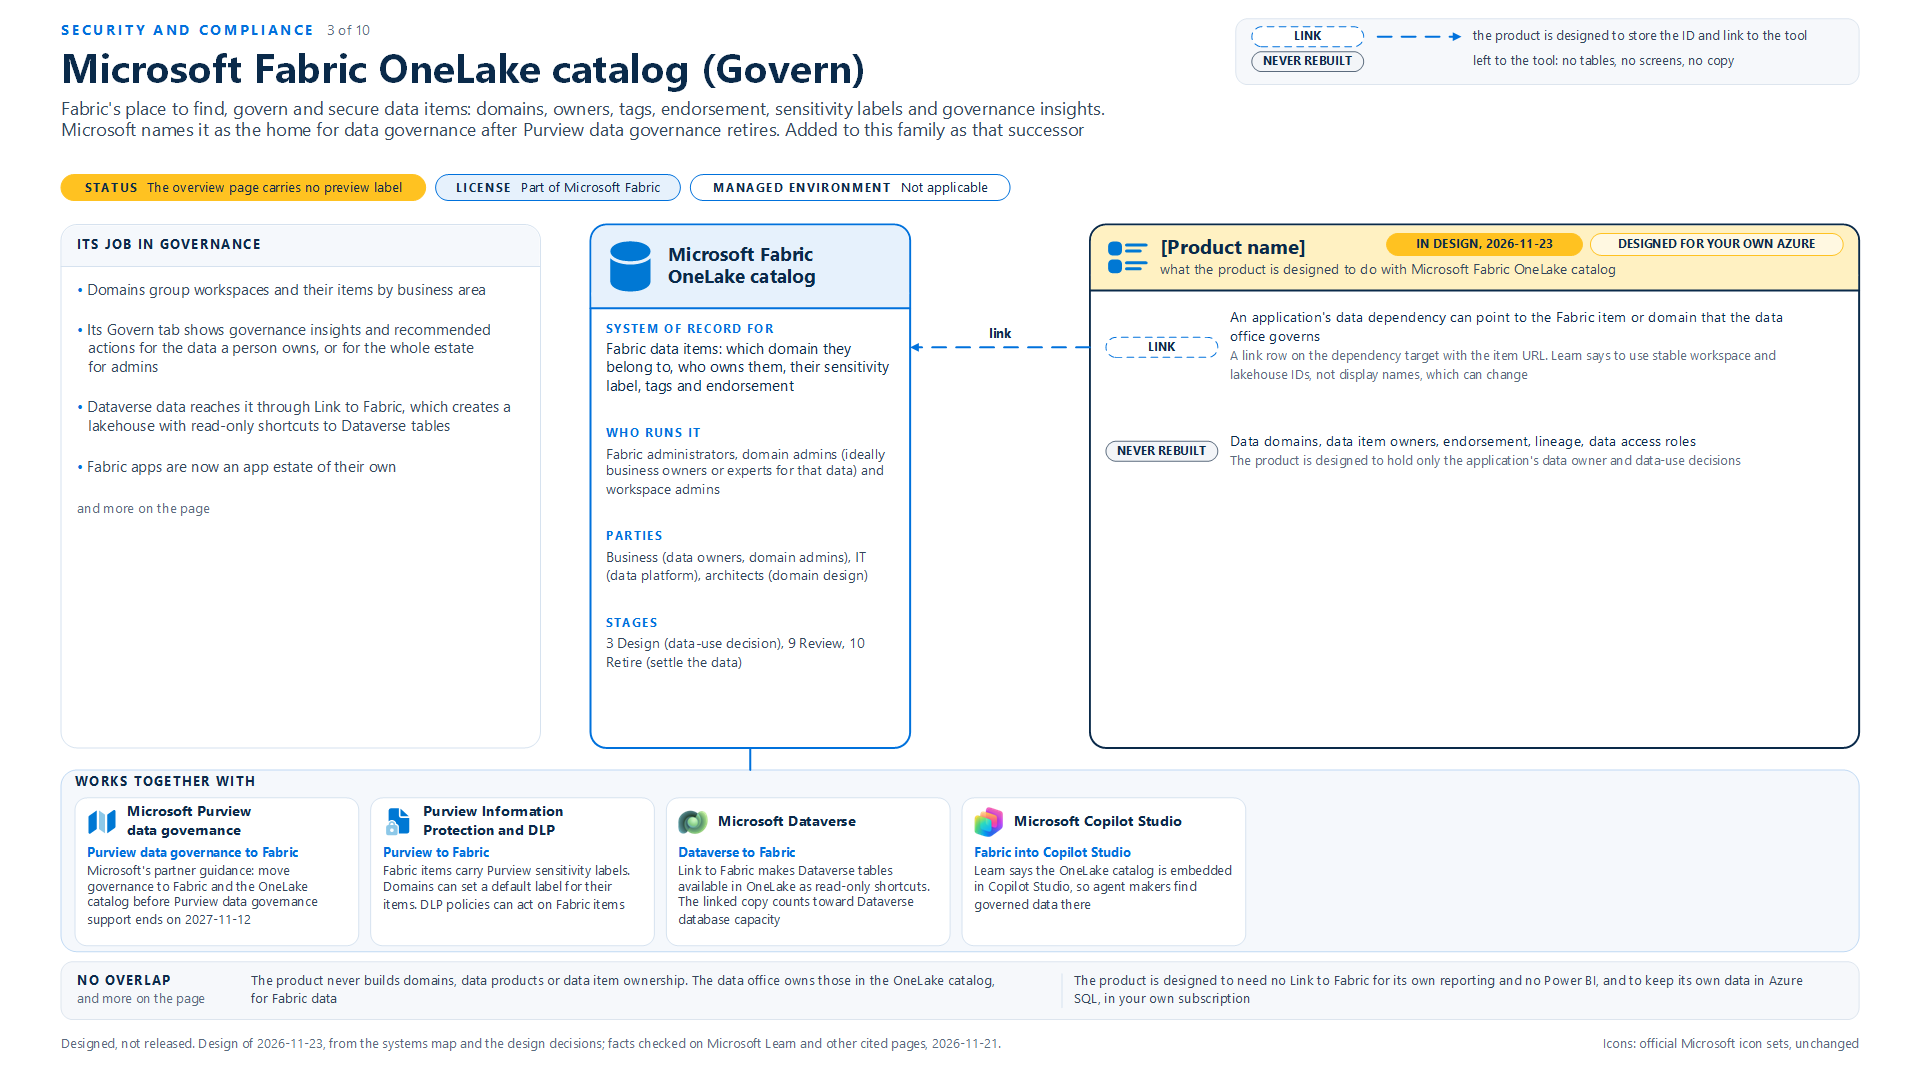 SECURITY AND COMPLIANCE 3 of 10
Microsoft Fabric OneLake catalog (Govern)
Fabric's place to find, govern and secure data items: domains, owners, tags, endorsement, sensitivity labels and governance insights.
Microsoft names it as the home for data governance after Purview data governance retires. Added to this family as that successor
LINK the product is designed to store the ID and link to the tool
NEVER REBUILT left to the tool: no tables, no screens, no copy
STATUS The overview page carries no preview label
LICENSE Part of Microsoft Fabric
MANAGED ENVIRONMENT Not applicable
ITS JOB IN GOVERNANCE
• Domains group workspaces and their items by business area
• Its Govern tab shows governance insights and recommended
actions for the data a person owns, or for the whole estate
for admins
• Dataverse data reaches it through Link to Fabric, which creates a
lakehouse with read-only shortcuts to Dataverse tables
• Fabric apps are now an app estate of their own
and more on the page
Microsoft Fabric
OneLake catalog
SYSTEM OF RECORD FOR
Fabric data items: which domain they
belong to, who owns them, their sensitivity
label, tags and endorsement
WHO RUNS IT
Fabric administrators, domain admins (ideally
business owners or experts for that data) and
workspace admins
PARTIES
Business (data owners, domain admins), IT
(data platform), architects (domain design)
STAGES
3 Design (data-use decision), 9 Review, 10
Retire (settle the data)
link
[Product name]
IN DESIGN, 2026-11-23
DESIGNED FOR YOUR OWN AZURE
what the product is designed to do with Microsoft Fabric OneLake catalog
LINK
An application's data dependency can point to the Fabric item or domain that the data
office governs
A link row on the dependency target with the item URL. Learn says to use stable workspace and
lakehouse IDs, not display names, which can change
NEVER REBUILT
Data domains, data item owners, endorsement, lineage, data access roles
The product is designed to hold only the application's data owner and data-use decisions
WORKS TOGETHER WITH
Microsoft Purview
data governance
Purview data governance to Fabric
Microsoft's partner guidance: move
governance to Fabric and the OneLake
catalog before Purview data governance
support ends on 2027-11-12
Purview Information
Protection and DLP
Purview to Fabric
Fabric items carry Purview sensitivity labels.
Domains can set a default label for their
items. DLP policies can act on Fabric items
Microsoft Dataverse
Dataverse to Fabric
Link to Fabric makes Dataverse tables
available in OneLake as read-only shortcuts.
The linked copy counts toward Dataverse
database capacity
Microsoft Copilot Studio
Fabric into Copilot Studio
Learn says the OneLake catalog is embedded
in Copilot Studio, so agent makers find
governed data there
NO OVERLAP
and more on the page
The product never builds domains, data products or data item ownership. The data office owns those in the OneLake catalog,
for Fabric data
The product is designed to need no Link to Fabric for its own reporting and no Power BI, and to keep its own data in Azure
SQL, in your own subscription
Designed, not released. Design of 2026-11-23, from the systems map and the design decisions; facts checked on Microsoft Learn and other cited pages, 2026-11-21.
Icons: official Microsoft icon sets, unchanged